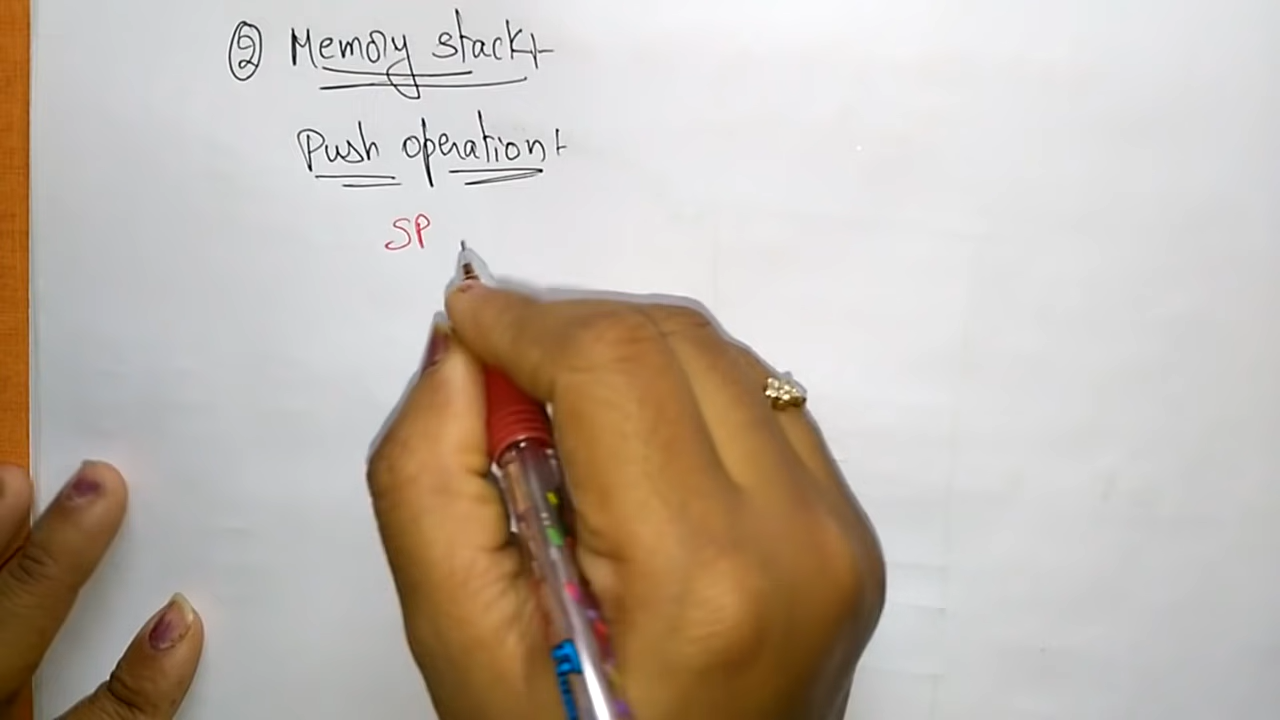 ② Memory stack
Push operation
SP